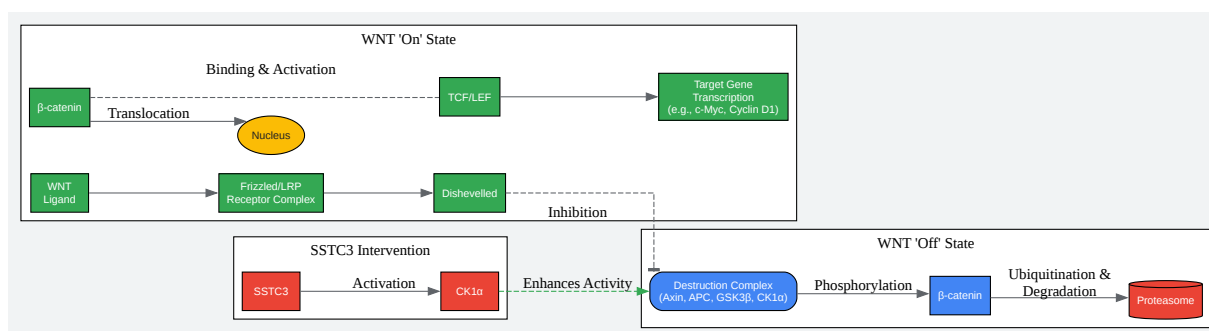 WNT 'On' State
Binding & Activation
β-catenin
TCF/LEF
Target Gene
Transcription
(e.g., c-Myc, Cyclin D1)
Translocation
Nucleus
WNT
Ligand
Frizzled/LRP
Receptor Complex
Dishevelled
Inhibition
SSTC3 Intervention
SSTC3
Activation
CK1α
Enhances Activity
WNT 'Off' State
Destruction Complex
(Axin, APC, GSK3β, CK1α)
Phosphorylation
β-catenin
Ubiquitination &
Degradation
Proteasome